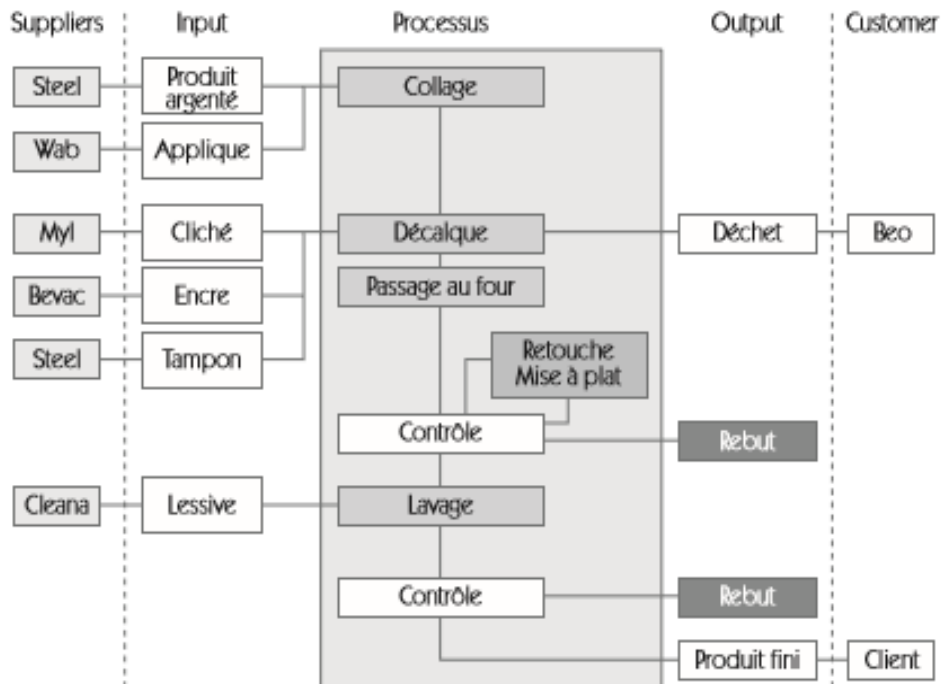 Suppliers Input Processus Output Customer
Steel Produit argenté Collage
Wab Applique
Myl Cliché Décalque Déchet Beo
Bevac Encre Passage au four
Steel Tampon Retouche
Mise à plat
Contrôle Rebut
Cleana Lessive Lavage
Contrôle Rebut
Produit fini Client